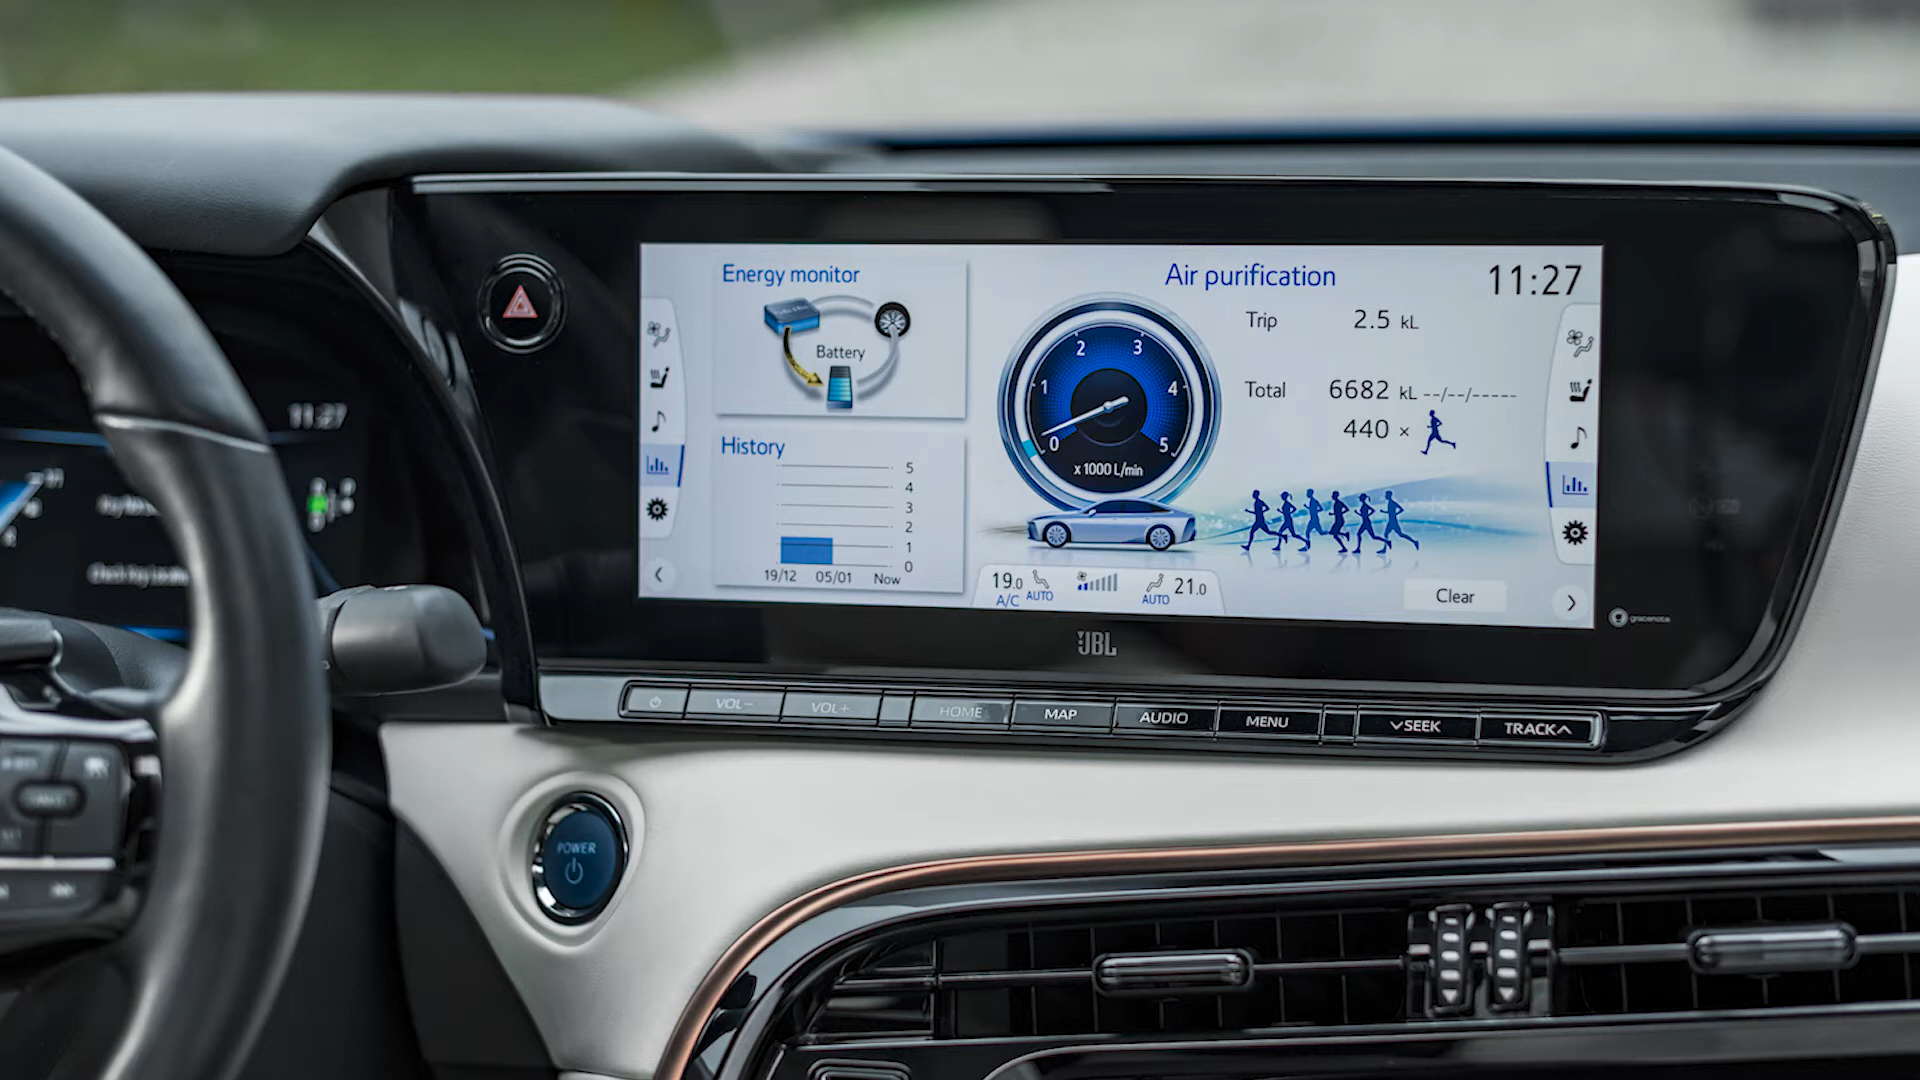 11:27
Energy monitor
Battery
History
5
4
3
2
1
0
19/12 05/01 Now
Air purification
11:27
0 1 2 3 4 5
x 1000 L/min
Trip 2.5 kL
Total 6682 kL --/--/-----
440 ×
19.0 A/C AUTO
AUTO 21.0
Clear
gracenote
JBL
VOL- VOL+ HOME MAP AUDIO MENU SEEK TRACK
POWER